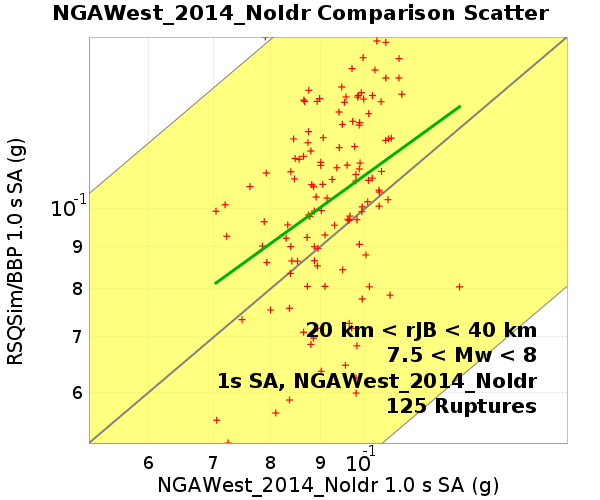 NGAWest_2014_NoIdr Comparison Scatter
RSQSim/BBP 1.0 s SA (g)
10-1
9
8
7
6
20 km < rJB < 40 km
7.5 < Mw < 8
1s SA, NGAWest_2014_NoIdr
125 Ruptures
6 7 8 9 10-1
NGAWest_2014_NoIdr 1.0 s SA (g)